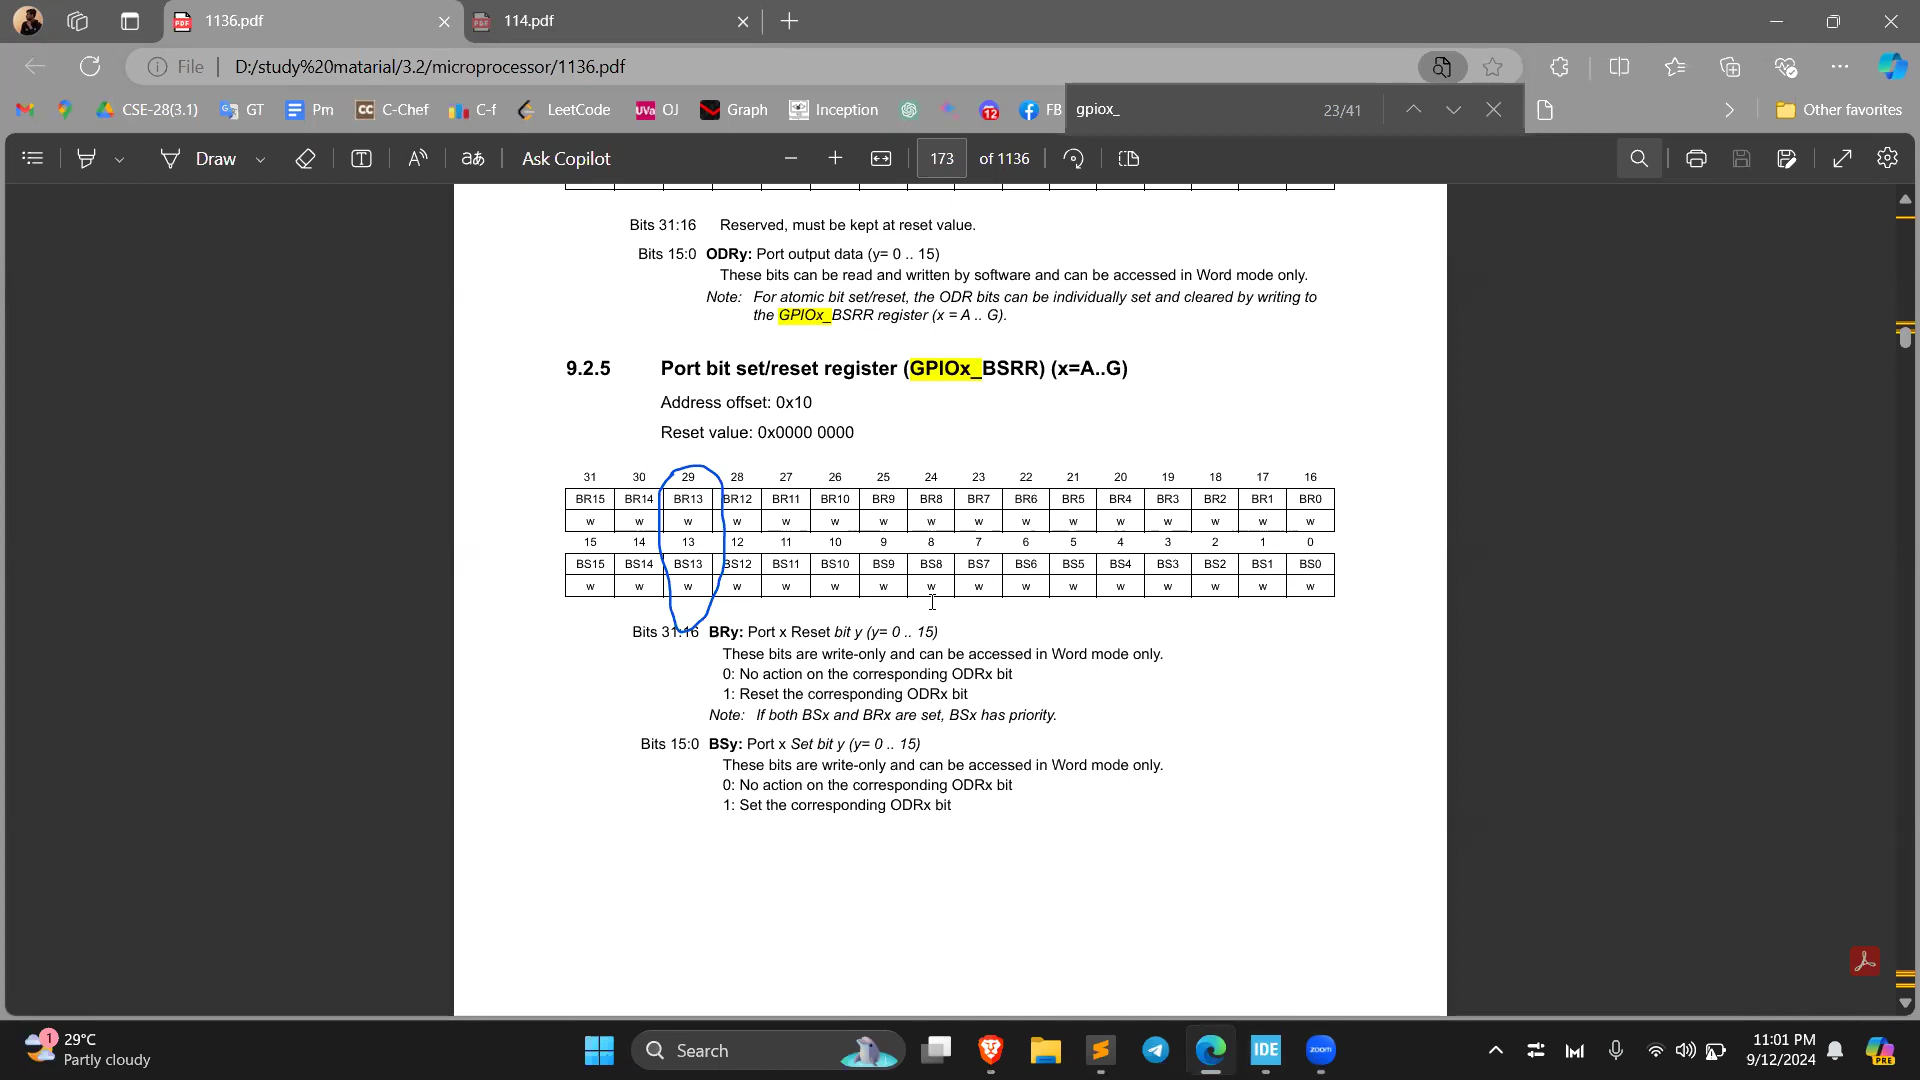 1136.pdf
114.pdf
File
D:/study%20matarial/3.2/microprocessor/1136.pdf
CSE-28(3.1)
GT
Pm
CC C-Chef
C-f
LeetCode
UVa OJ
Graph
Inception
12
FB
gpiox_
23/41
Other favorites
Draw
aあ
Ask Copilot
173 of 1136
Bits 31:16 Reserved, must be kept at reset value.
Bits 15:0 ODRy: Port output data (y= 0 .. 15)
These bits can be read and written by software and can be accessed in Word mode only.
Note: For atomic bit set/reset, the ODR bits can be individually set and cleared by writing to
the GPIOx_BSRR register (x = A .. G).
9.2.5 Port bit set/reset register (GPIOx_BSRR) (x=A..G)
Address offset: 0x10
Reset value: 0x0000 0000
31 30 29 28 27 26 25 24 23 22 21 20 19 18 17 16
BR15 BR14 BR13 BR12 BR11 BR10 BR9 BR8 BR7 BR6 BR5 BR4 BR3 BR2 BR1 BR0
w w w w w w w w w w w w w w w w
15 14 13 12 11 10 9 8 7 6 5 4 3 2 1 0
BS15 BS14 BS13 BS12 BS11 BS10 BS9 BS8 BS7 BS6 BS5 BS4 BS3 BS2 BS1 BS0
w w w w w w w w w w w w w w w w
Bits 31:16 BRy: Port x Reset bit y (y= 0 .. 15)
These bits are write-only and can be accessed in Word mode only.
0: No action on the corresponding ODRx bit
1: Reset the corresponding ODRx bit
Note: If both BSx and BRx are set, BSx has priority.
Bits 15:0 BSy: Port x Set bit y (y= 0 .. 15)
These bits are write-only and can be accessed in Word mode only.
0: No action on the corresponding ODRx bit
1: Set the corresponding ODRx bit
1
29°C
Partly cloudy
Search
IDE
zoom
11:01 PM
9/12/2024
PRE